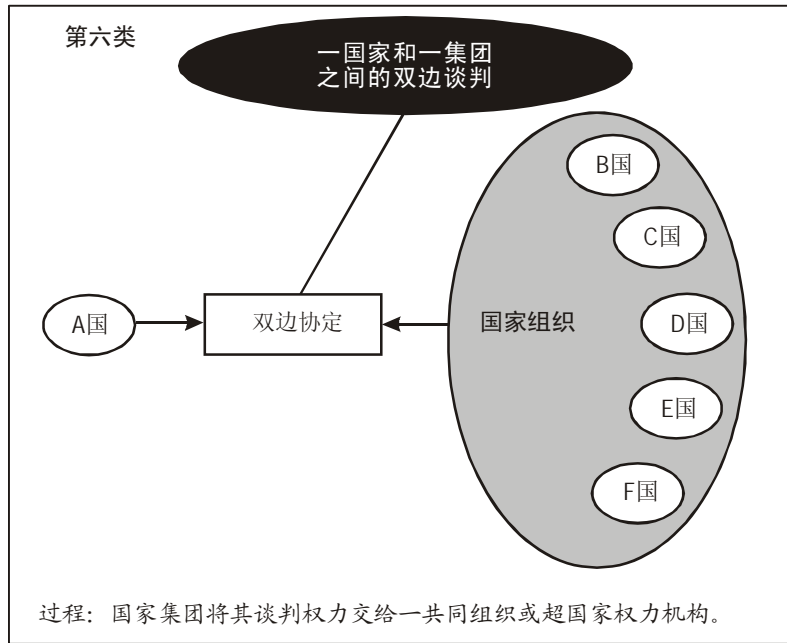 第六类
一国家和一集团
之间的双边谈判
B国
C国
A国
双边协定
国家组织
D国
E国
F国
过程：国家集团将其谈判权力交给一共同组织或超国家权力机构。